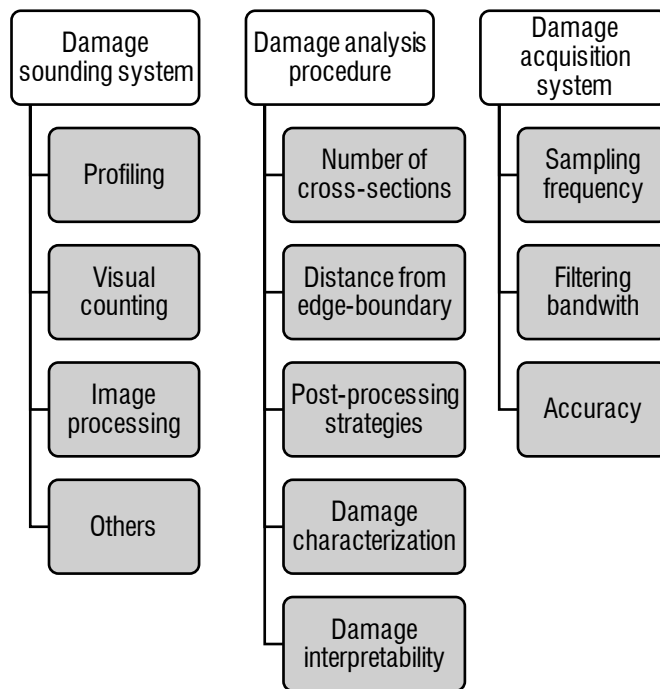 Damage
sounding system
Profiling
Visual
counting
Image
processing
Others
Damage analysis
procedure
Number of
cross-sections
Distance from
edge-boundary
Post-processing
strategies
Damage
characterization
Damage
interpretability
Damage
acquisition
system
Sampling
frequency
Filtering
bandwith
Accuracy